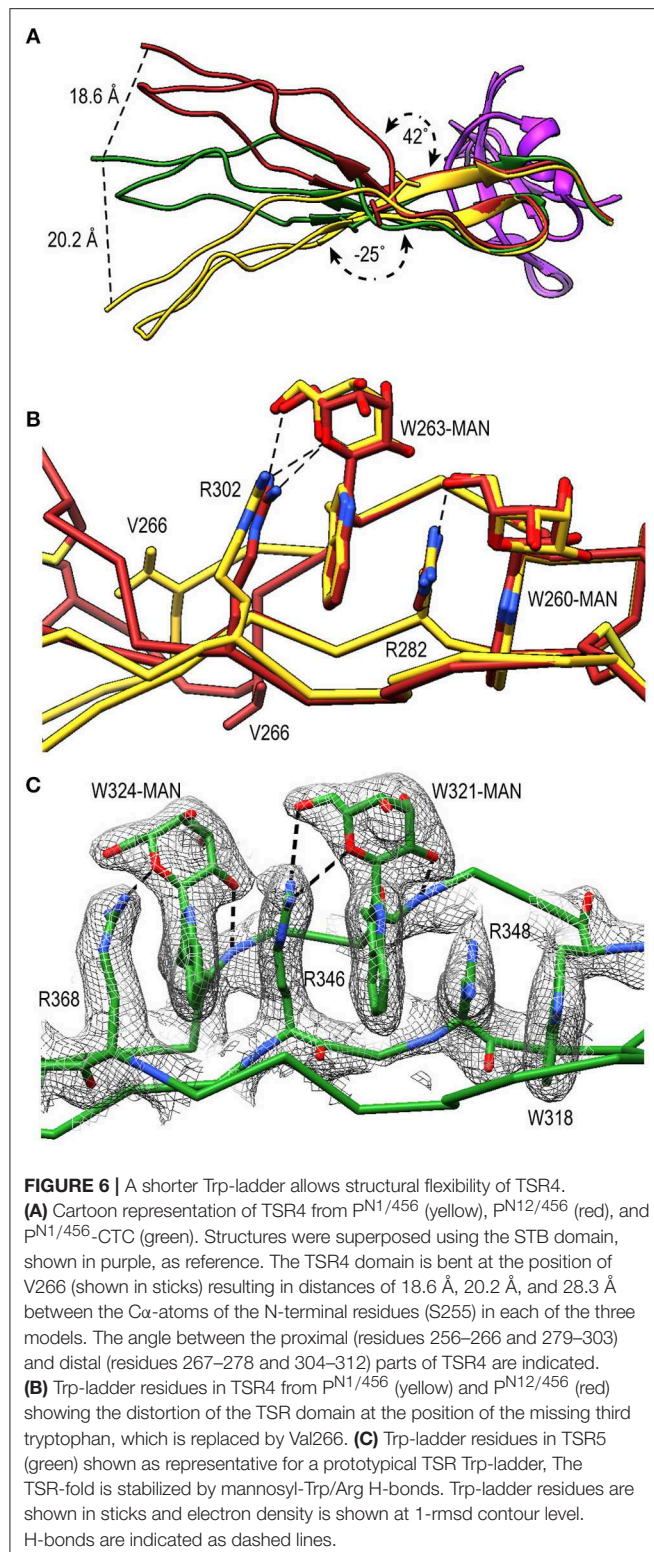 A
18.6 Å
42°
20.2 Å
-25°
B
W263-MAN
R302
V266
W260-MAN
R282
V266
C
W324-MAN
W321-MAN
R348
R368
R346
W318
FIGURE 6 | A shorter Trp-ladder allows structural flexibility of TSR4.
(A) Cartoon representation of TSR4 from P^N1/456 (yellow), P^N12/456 (red), and
P^N1/456-CTC (green). Structures were superposed using the STB domain,
shown in purple, as reference. The TSR4 domain is bent at the position of
V266 (shown in sticks) resulting in distances of 18.6 Å, 20.2 Å, and 28.3 Å
between the Cα-atoms of the N-terminal residues (S255) in each of the three
models. The angle between the proximal (residues 256–266 and 279–303)
and distal (residues 267–278 and 304–312) parts of TSR4 are indicated.
(B) Trp-ladder residues in TSR4 from P^N1/456 (yellow) and P^N12/456 (red)
showing the distortion of the TSR domain at the position of the missing third
tryptophan, which is replaced by Val266. (C) Trp-ladder residues in TSR5
(green) shown as representative for a prototypical TSR Trp-ladder, The
TSR-fold is stabilized by mannosyl-Trp/Arg H-bonds. Trp-ladder residues are
shown in sticks and electron density is shown at 1-rmsd contour level.
H-bonds are indicated as dashed lines.